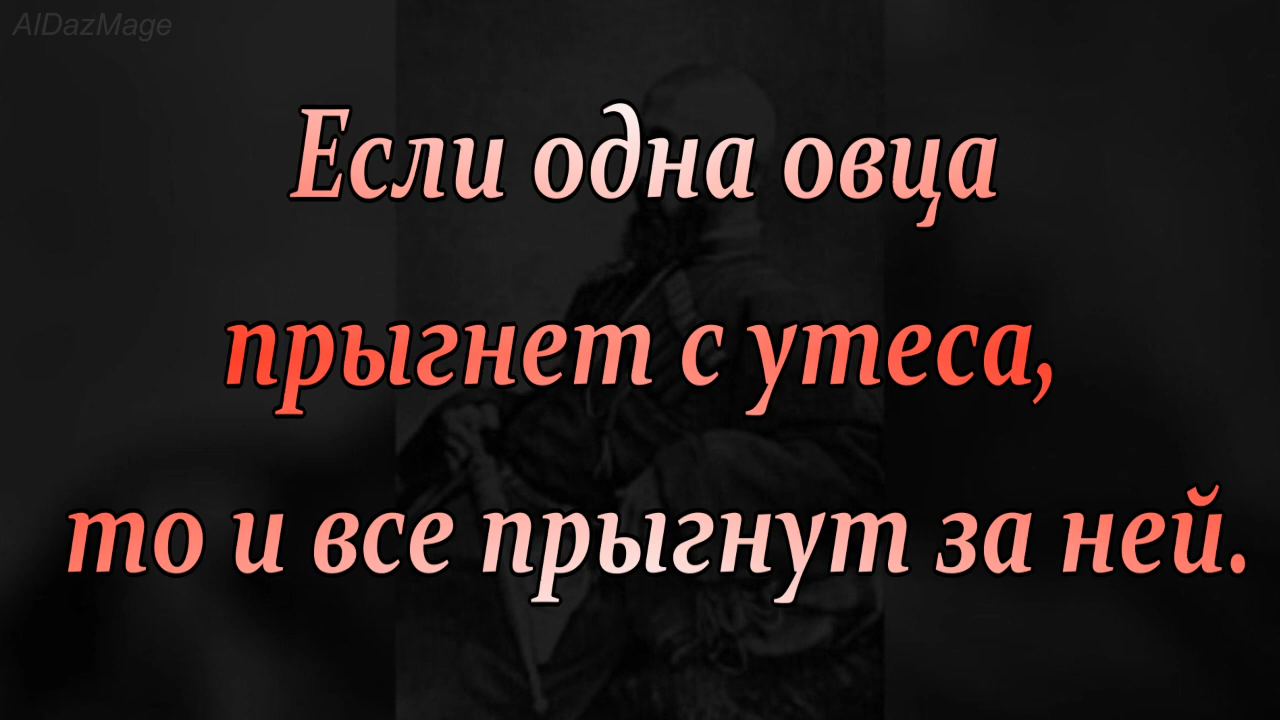 AlDazMage
Если одна овца
прыгнет с утеса,
то и все прыгнут за ней.